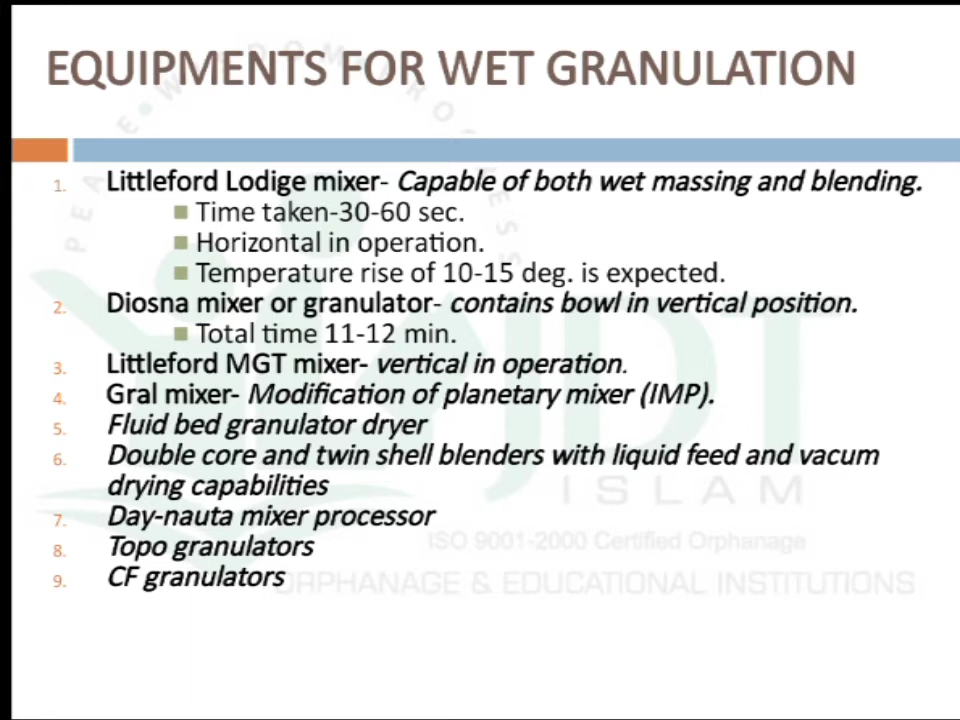 EQUIPMENTS FOR WET GRANULATION
1. Littleford Lodige mixer- Capable of both wet massing and blending.
■ Time taken-30-60 sec.
■ Horizontal in operation.
■ Temperature rise of 10-15 deg. is expected.
2. Diosna mixer or granulator- contains bowl in vertical position.
■ Total time 11-12 min.
3. Littleford MGT mixer- vertical in operation.
4. Gral mixer- Modification of planetary mixer (IMP).
5. Fluid bed granulator dryer
6. Double core and twin shell blenders with liquid feed and vacum
drying capabilities
7. Day-nauta mixer processor
8. Topo granulators
9. CF granulators
JDT
ISLAM
ISO 9001-2000 Certified Orphanage
ORPHANAGE & EDUCATIONAL INSTITUTIONS